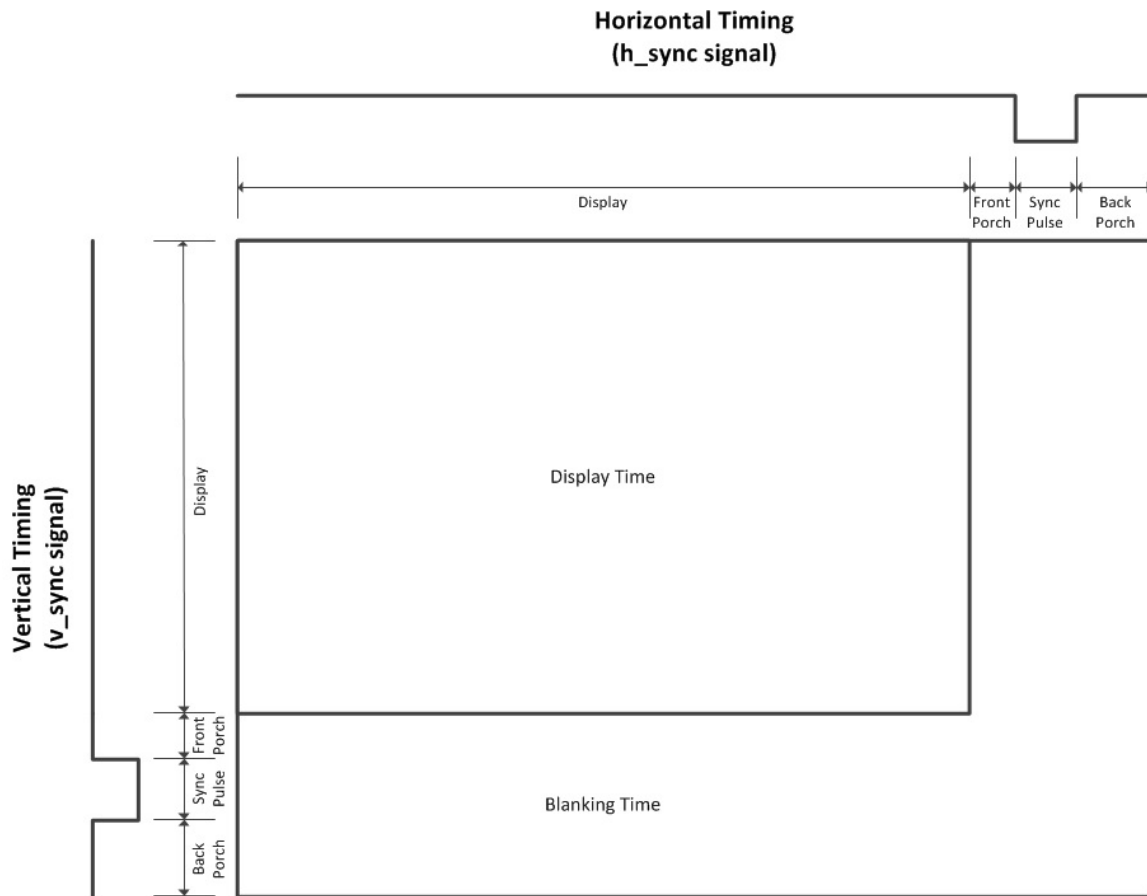 Horizontal Timing
(h_sync signal)
Display
Front
Porch
Sync
Pulse
Back
Porch
Vertical Timing
(v_sync signal)
Display
Display Time
Front
Porch
Sync
Pulse
Blanking Time
Back
Porch